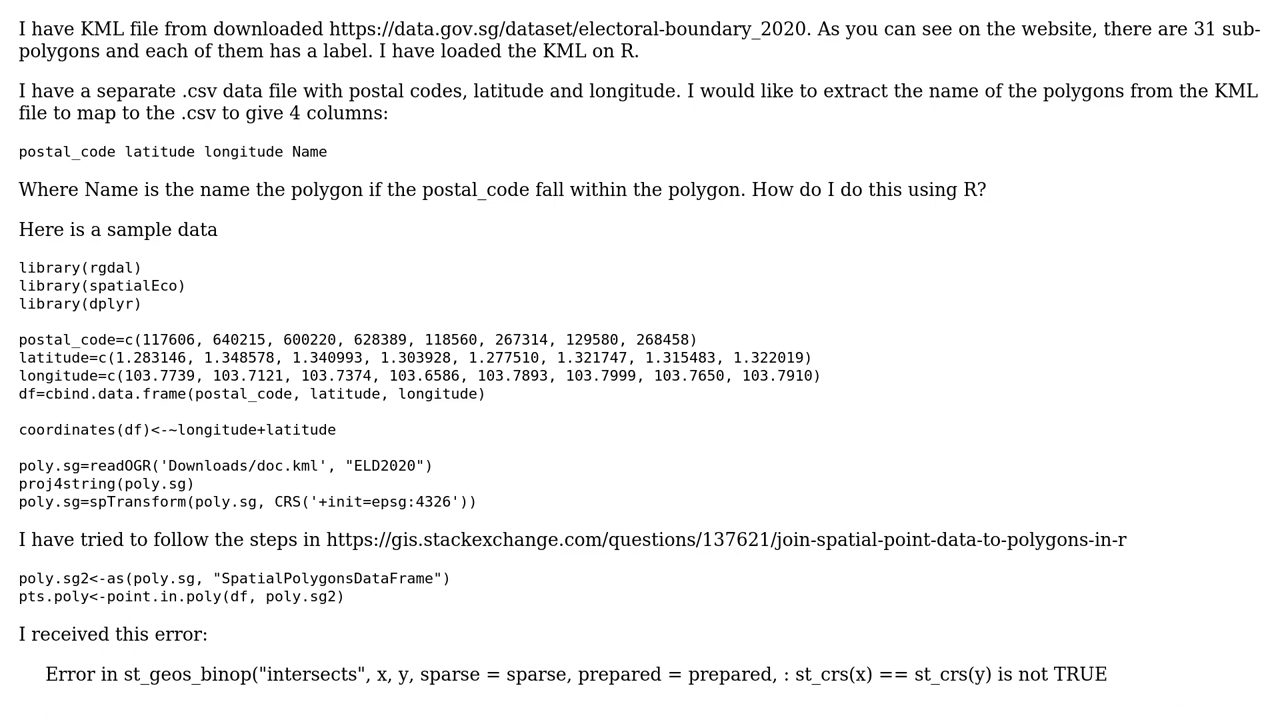 I have KML file from downloaded https://data.gov.sg/dataset/electoral-boundary_2020. As you can see on the website, there are 31 sub-
polygons and each of them has a label. I have loaded the KML on R.
I have a separate .csv data file with postal codes, latitude and longitude. I would like to extract the name of the polygons from the KML
file to map to the .csv to give 4 columns:
postal_code latitude longitude Name
Where Name is the name the polygon if the postal_code fall within the polygon. How do I do this using R?
Here is a sample data
library(rgdal)
library(spatialEco)
library(dplyr)
postal_code=c(117606, 640215, 600220, 628389, 118560, 267314, 129580, 268458)
latitude=c(1.283146, 1.348578, 1.340993, 1.303928, 1.277510, 1.321747, 1.315483, 1.322019)
longitude=c(103.7739, 103.7121, 103.7374, 103.6586, 103.7893, 103.7999, 103.7650, 103.7910)
df=cbind.data.frame(postal_code, latitude, longitude)
coordinates(df)<-~longitude+latitude
poly.sg=readOGR('Downloads/doc.kml', "ELD2020")
proj4string(poly.sg)
poly.sg=spTransform(poly.sg, CRS('+init=epsg:4326'))
I have tried to follow the steps in https://gis.stackexchange.com/questions/137621/join-spatial-point-data-to-polygons-in-r
poly.sg2<-as(poly.sg, "SpatialPolygonsDataFrame")
pts.poly<-point.in.poly(df, poly.sg2)
I received this error:
Error in st_geos_binop("intersects", x, y, sparse = sparse, prepared = prepared, : st_crs(x) == st_crs(y) is not TRUE